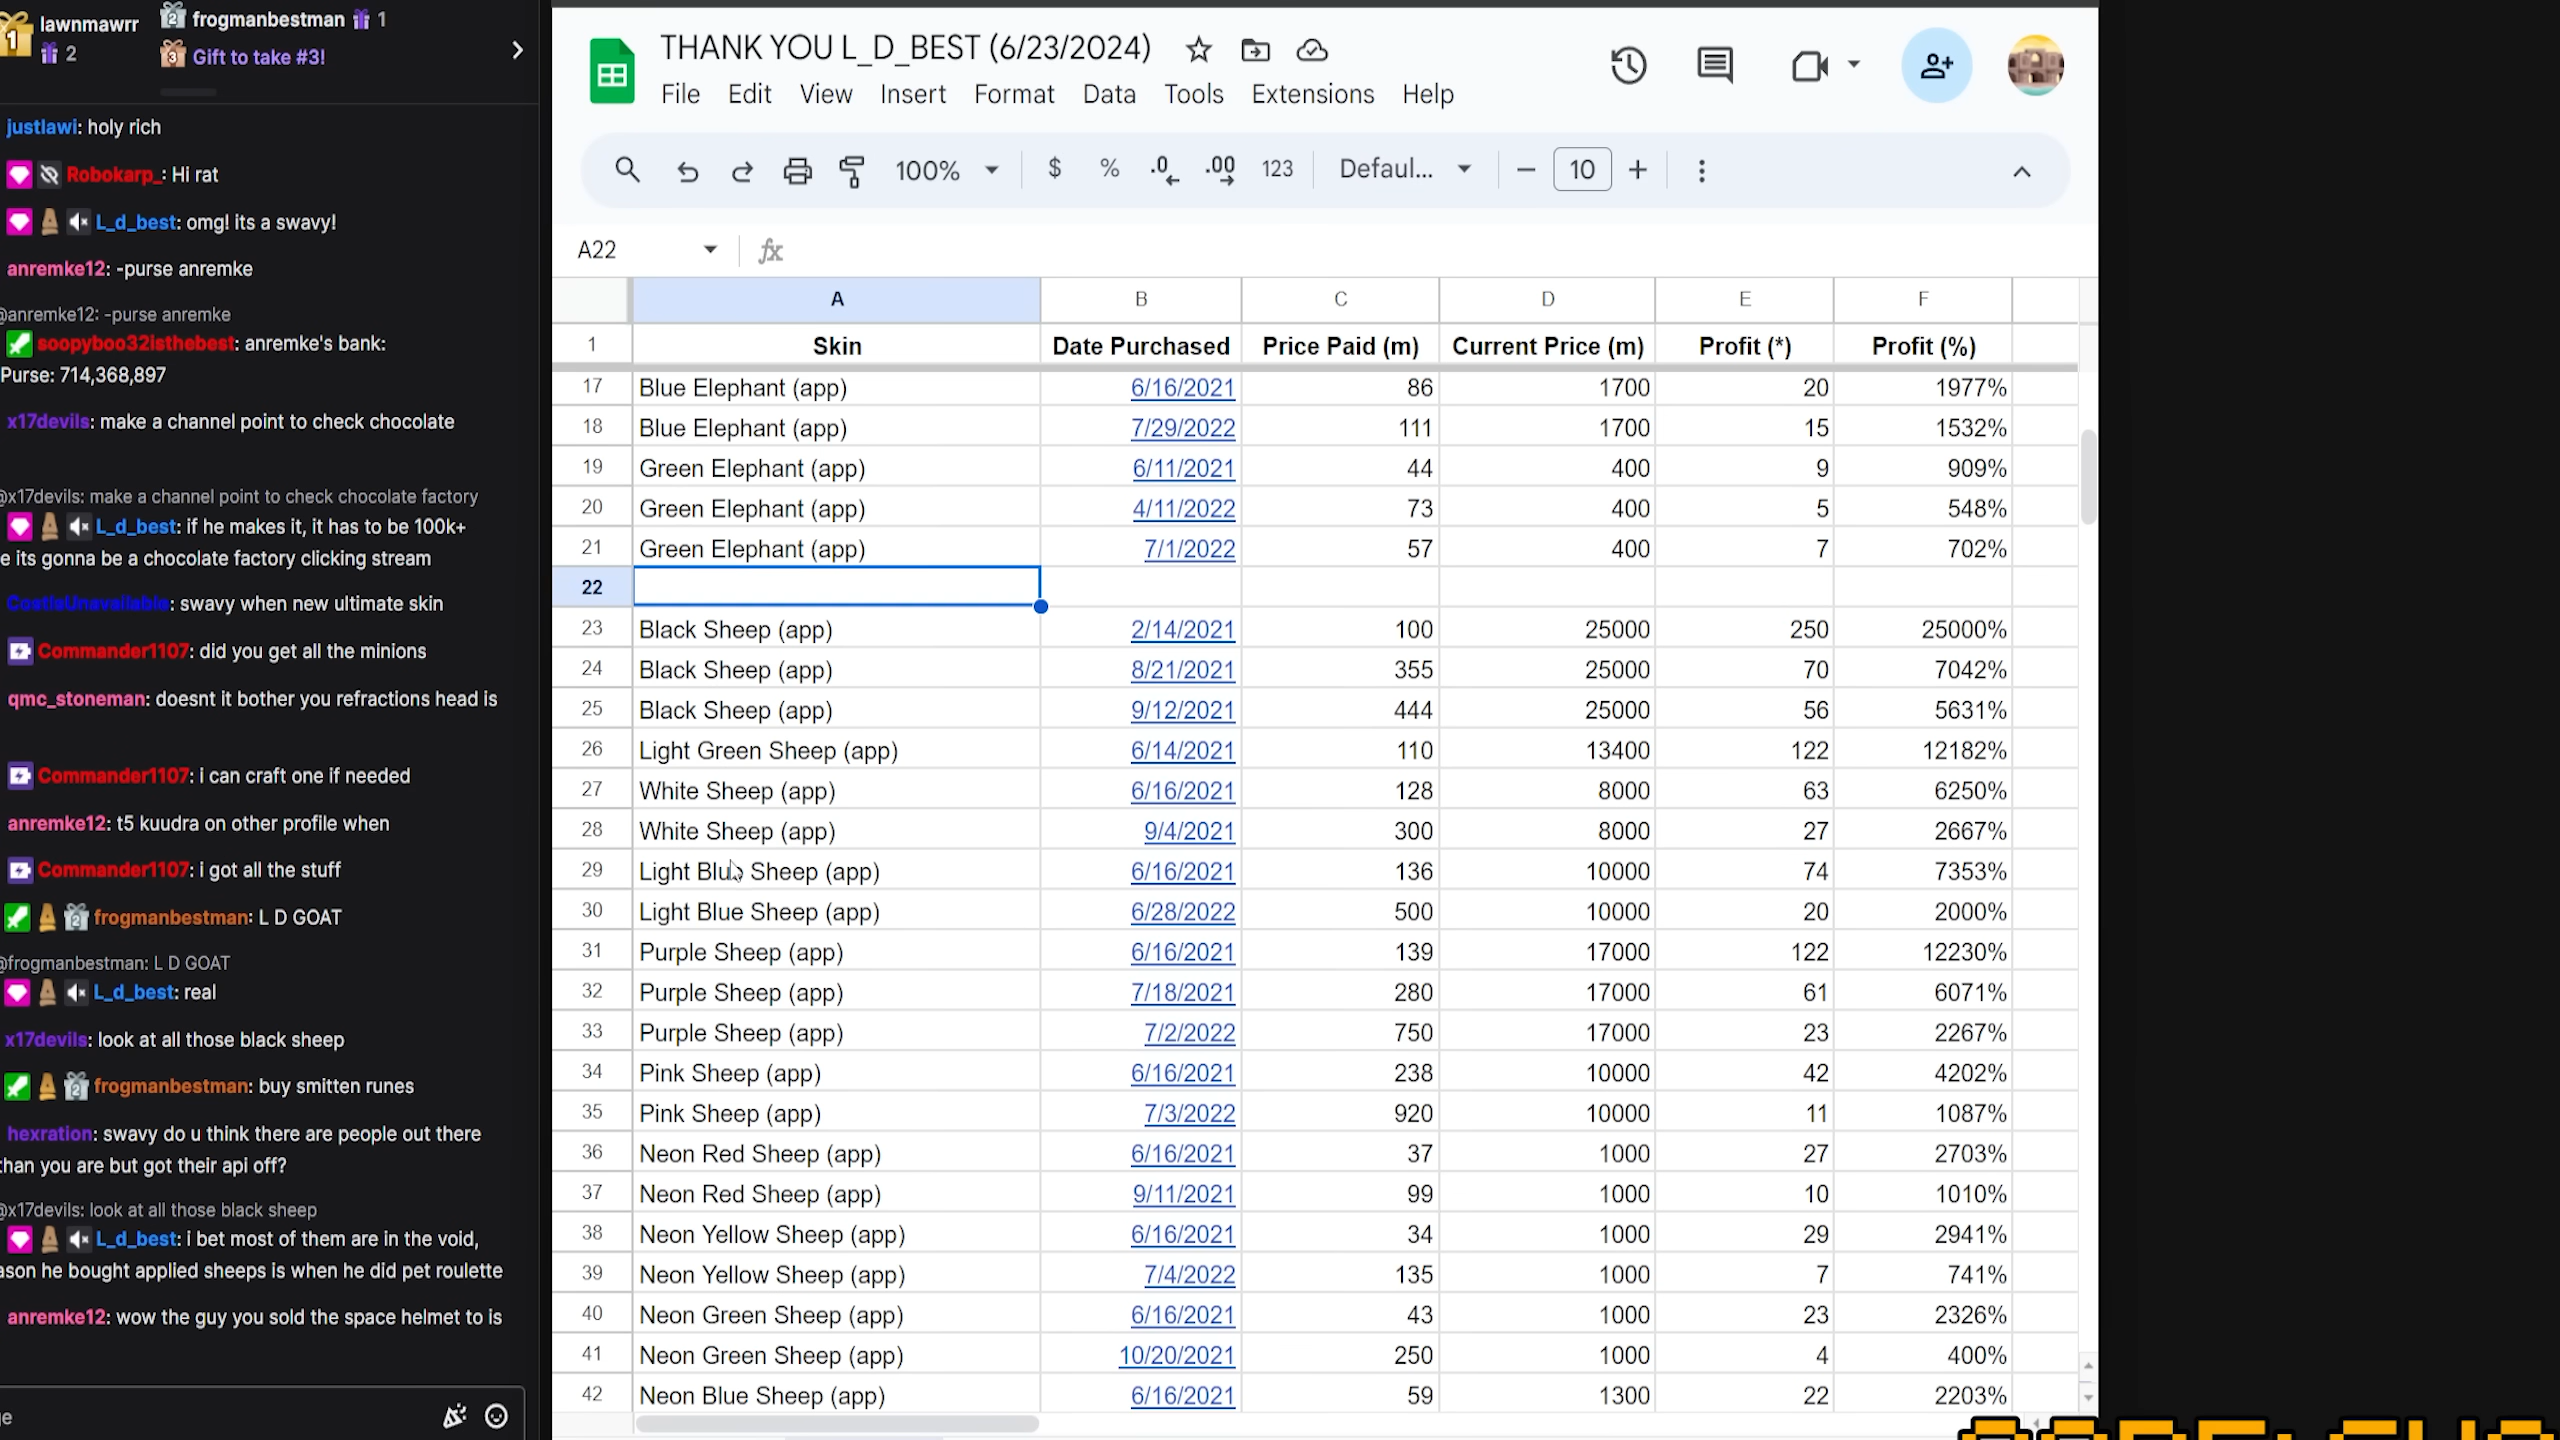 1 lawnmawrr
2
2 frogmanbestman 1
3 Gift to take #3!
justlawi: holy rich
Robokarp_: Hi rat
L_d_best: omg! its a swavy!
anremke12: -purse anremke
@anremke12: -purse anremke
soopyboo32isthebest: anremke's bank:
Purse: 714,368,897
x17devils: make a channel point to check chocolate
@x17devils: make a channel point to check chocolate factory
L_d_best: if he makes it, it has to be 100k+
e its gonna be a chocolate factory clicking stream
CostIsUnavailable: swavy when new ultimate skin
Commander1107: did you get all the minions
qmc_stoneman: doesnt it bother you refractions head is
Commander1107: i can craft one if needed
anremke12: t5 kuudra on other profile when
Commander1107: i got all the stuff
frogmanbestman: L D GOAT
@frogmanbestman: L D GOAT
L_d_best: real
x17devils: look at all those black sheep
frogmanbestman: buy smitten runes
hexration: swavy do u think there are people out there
than you are but got their api off?
@x17devils: look at all those black sheep
L_d_best: i bet most of them are in the void,
ason he bought applied sheeps is when he did pet roulette
anremke12: wow the guy you sold the space helmet to is
e
THANK YOU L_D_BEST (6/23/2024)
File Edit View Insert Format Data Tools Extensions Help
100% $ % .0 .00 123 Defaul... − 10 +
A22 fx
A B C D E F
1 Skin Date Purchased Price Paid (m) Current Price (m) Profit (*) Profit (%)
17 Blue Elephant (app) 6/16/2021 86 1700 20 1977%
18 Blue Elephant (app) 7/29/2022 111 1700 15 1532%
19 Green Elephant (app) 6/11/2021 44 400 9 909%
20 Green Elephant (app) 4/11/2022 73 400 5 548%
21 Green Elephant (app) 7/1/2022 57 400 7 702%
22
23 Black Sheep (app) 2/14/2021 100 25000 250 25000%
24 Black Sheep (app) 8/21/2021 355 25000 70 7042%
25 Black Sheep (app) 9/12/2021 444 25000 56 5631%
26 Light Green Sheep (app) 6/14/2021 110 13400 122 12182%
27 White Sheep (app) 6/16/2021 128 8000 63 6250%
28 White Sheep (app) 9/4/2021 300 8000 27 2667%
29 Light Blue Sheep (app) 6/16/2021 136 10000 74 7353%
30 Light Blue Sheep (app) 6/28/2022 500 10000 20 2000%
31 Purple Sheep (app) 6/16/2021 139 17000 122 12230%
32 Purple Sheep (app) 7/18/2021 280 17000 61 6071%
33 Purple Sheep (app) 7/2/2022 750 17000 23 2267%
34 Pink Sheep (app) 6/16/2021 238 10000 42 4202%
35 Pink Sheep (app) 7/3/2022 920 10000 11 1087%
36 Neon Red Sheep (app) 6/16/2021 37 1000 27 2703%
37 Neon Red Sheep (app) 9/11/2021 99 1000 10 1010%
38 Neon Yellow Sheep (app) 6/16/2021 34 1000 29 2941%
39 Neon Yellow Sheep (app) 7/4/2022 135 1000 7 741%
40 Neon Green Sheep (app) 6/16/2021 43 1000 23 2326%
41 Neon Green Sheep (app) 10/20/2021 250 1000 4 400%
42 Neon Blue Sheep (app) 6/16/2021 59 1300 22 2203%